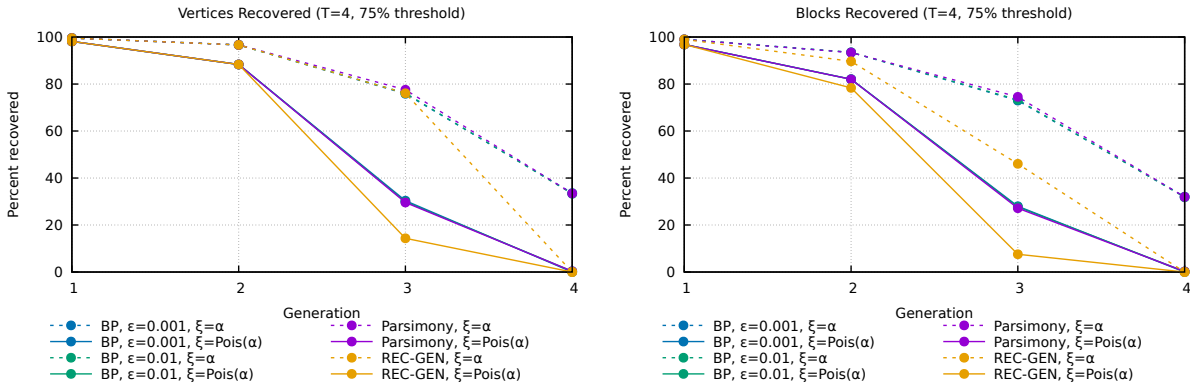 Vertices Recovered (T=4, 75% threshold)
Percent recovered
100
80
60
40
20
0
1 2 3 4
Generation
BP, ε=0.001, ξ=α
BP, ε=0.001, ξ=Pois(α)
BP, ε=0.01, ξ=α
BP, ε=0.01, ξ=Pois(α)
Parsimony, ξ=α
Parsimony, ξ=Pois(α)
REC-GEN, ξ=α
REC-GEN, ξ=Pois(α)
Blocks Recovered (T=4, 75% threshold)
Percent recovered
100
80
60
40
20
0
1 2 3 4
Generation
BP, ε=0.001, ξ=α
BP, ε=0.001, ξ=Pois(α)
BP, ε=0.01, ξ=α
BP, ε=0.01, ξ=Pois(α)
Parsimony, ξ=α
Parsimony, ξ=Pois(α)
REC-GEN, ξ=α
REC-GEN, ξ=Pois(α)